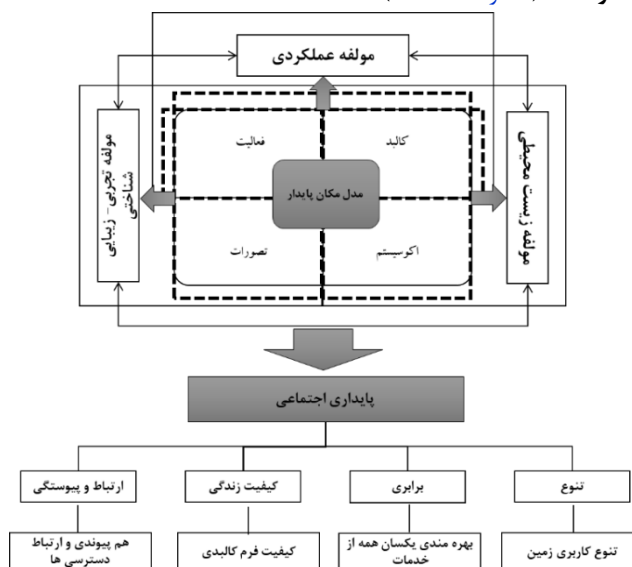 مولفه عملکردی
مولفه تجربی- زیبایی
شناختی
فعالیت
کالبد
مدل مکان پایدار
تصورات
اکوسیستم
مولفه زیست محیطی
پایداری اجتماعی
تنوع
برابری
کیفیت زندگی
ارتباط و پیوستگی
تنوع کاربری زمین
بهره مندی یکسان همه از
خدمات
کیفیت فرم کالبدی
هم پیوندی و ارتباط
دسترسی ها